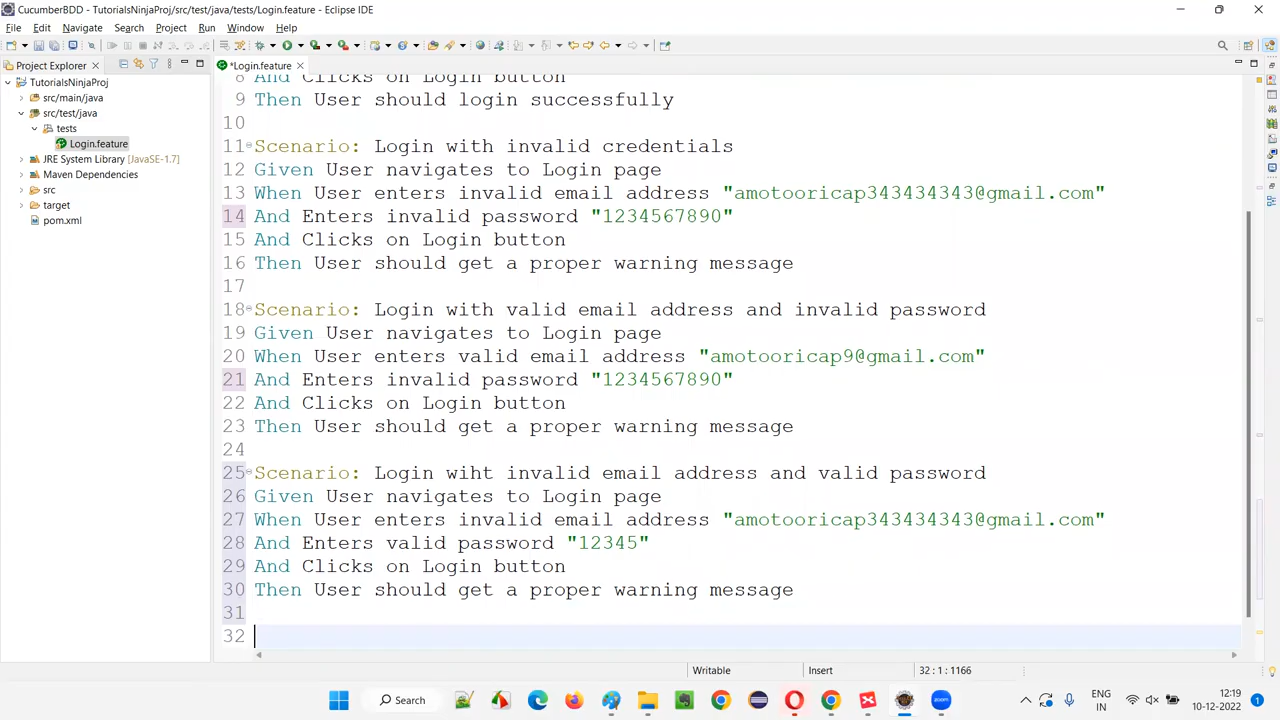 CucumberBDD - TutorialsNinjaProj/src/test/java/tests/Login.feature - Eclipse IDE
File Edit Navigate Search Project Run Window Help
Project Explorer
*Login.feature
TutorialsNinjaProj
src/main/java
src/test/java
tests
Login.feature
JRE System Library [JavaSE-1.7]
Maven Dependencies
src
target
pom.xml
8 And Clicks on Login button
9 Then User should login successfully
10
11 Scenario: Login with invalid credentials
12 Given User navigates to Login page
13 When User enters invalid email address "amotooricap343434343@gmail.com"
14 And Enters invalid password "1234567890"
15 And Clicks on Login button
16 Then User should get a proper warning message
17
18 Scenario: Login with valid email address and invalid password
19 Given User navigates to Login page
20 When User enters valid email address "amotooricap9@gmail.com"
21 And Enters invalid password "1234567890"
22 And Clicks on Login button
23 Then User should get a proper warning message
24
25 Scenario: Login wiht invalid email address and valid password
26 Given User navigates to Login page
27 When User enters invalid email address "amotooricap343434343@gmail.com"
28 And Enters valid password "12345"
29 And Clicks on Login button
30 Then User should get a proper warning message
31
32
Writable Insert 32 : 1 : 1166
Search
zoom
ENG
IN
12:19
10-12-2022
1